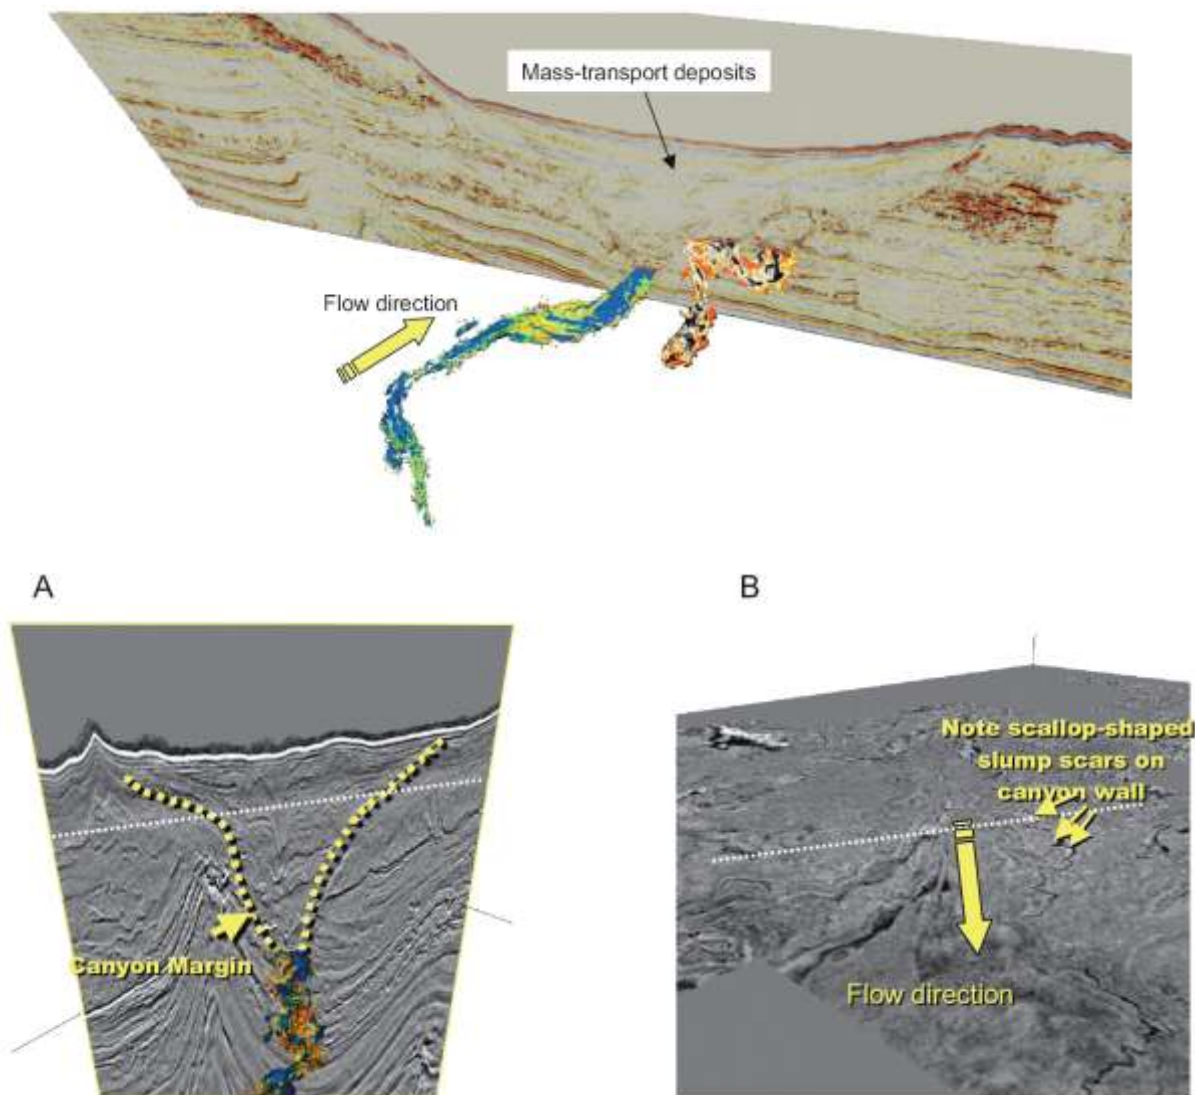 Mass-transport deposits
Flow direction
A
B
Note scallop-shaped
slump scars on
canyon wall
Canyon Margin
Flow direction